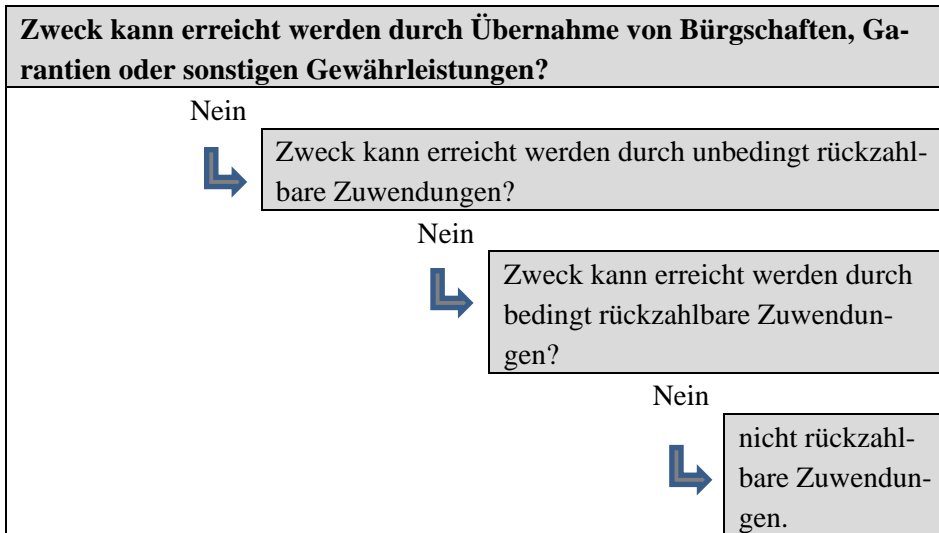 Zweck kann erreicht werden durch Übernahme von Bürgschaften, Ga-
rantien oder sonstigen Gewährleistungen?
Nein
Zweck kann erreicht werden durch unbedingt rückzahl-
bare Zuwendungen?
Nein
Zweck kann erreicht werden durch
bedingt rückzahlbare Zuwendun-
gen?
Nein
nicht rückzahl-
bare Zuwendun-
gen.